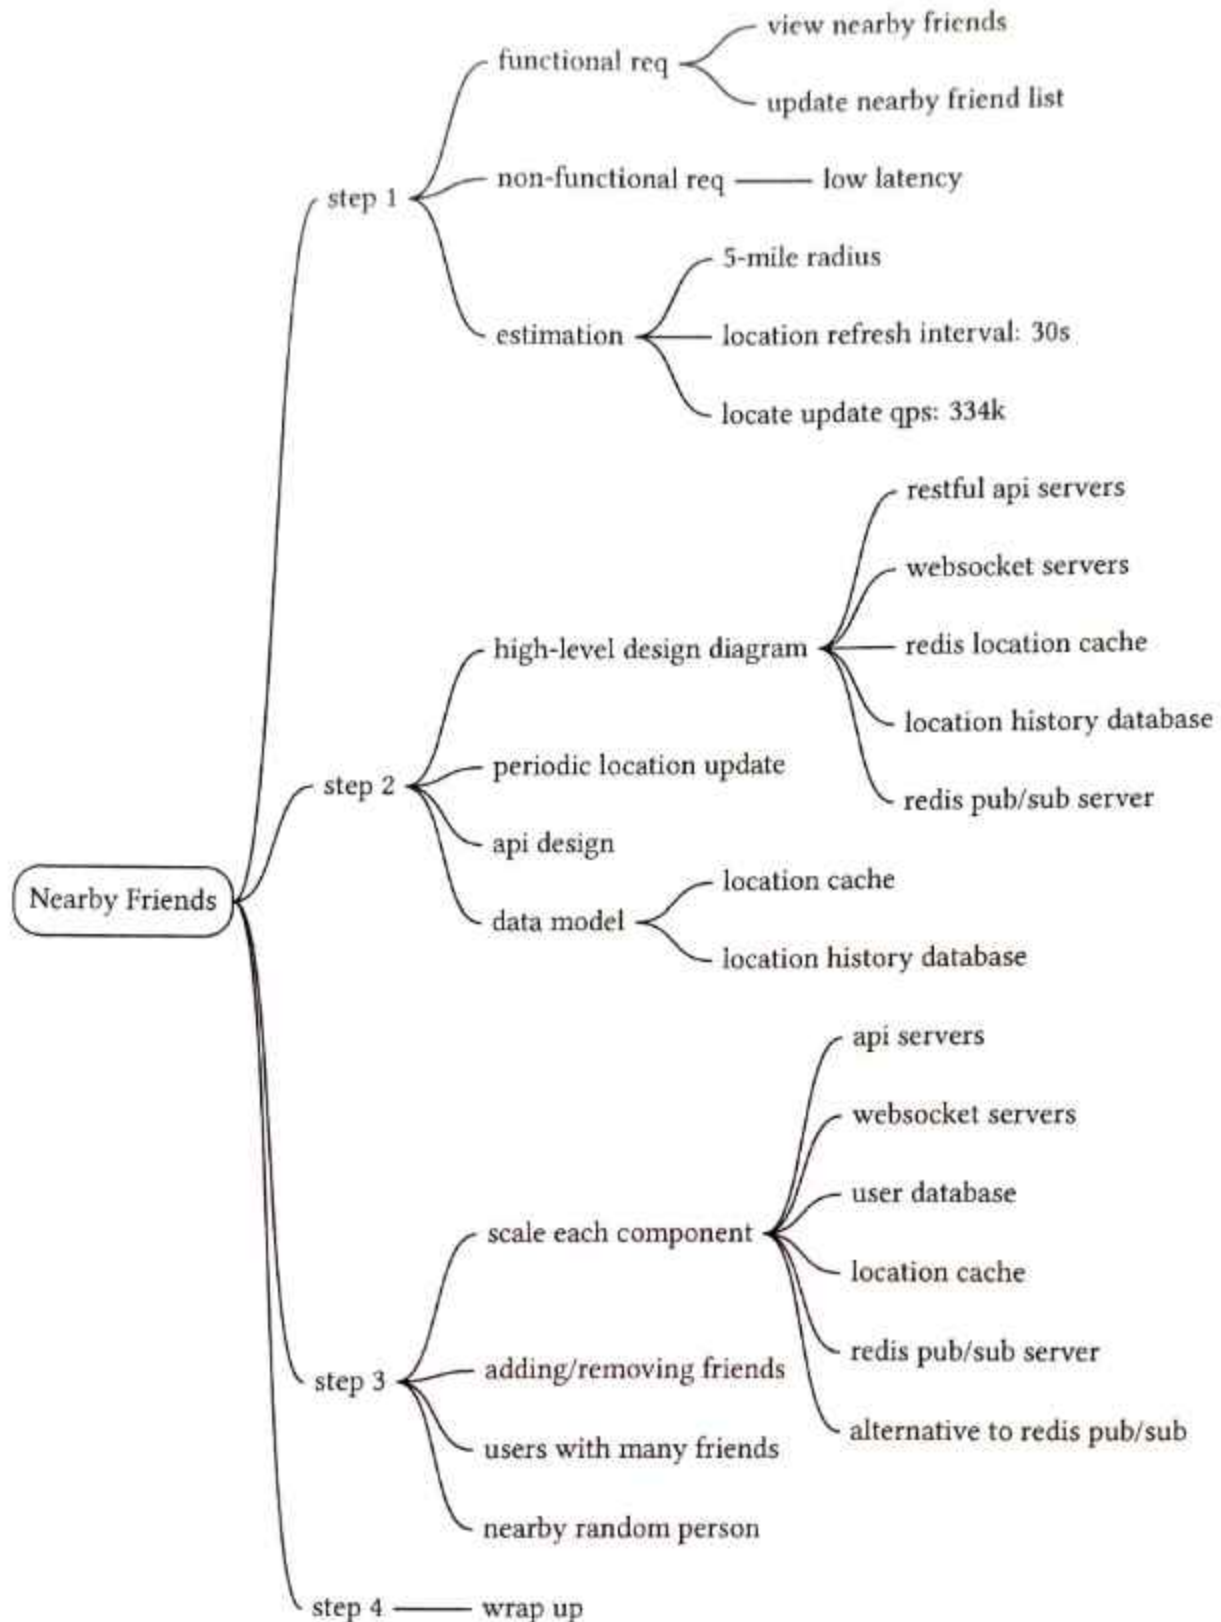 Nearby Friends
step 1
functional req
view nearby friends
update nearby friend list
non-functional req
low latency
estimation
5-mile radius
location refresh interval: 30s
locate update qps: 334k
step 2
high-level design diagram
restful api servers
websocket servers
redis location cache
location history database
redis pub/sub server
periodic location update
api design
data model
location cache
location history database
step 3
scale each component
api servers
websocket servers
user database
location cache
redis pub/sub server
alternative to redis pub/sub
adding/removing friends
users with many friends
nearby random person
step 4
wrap up